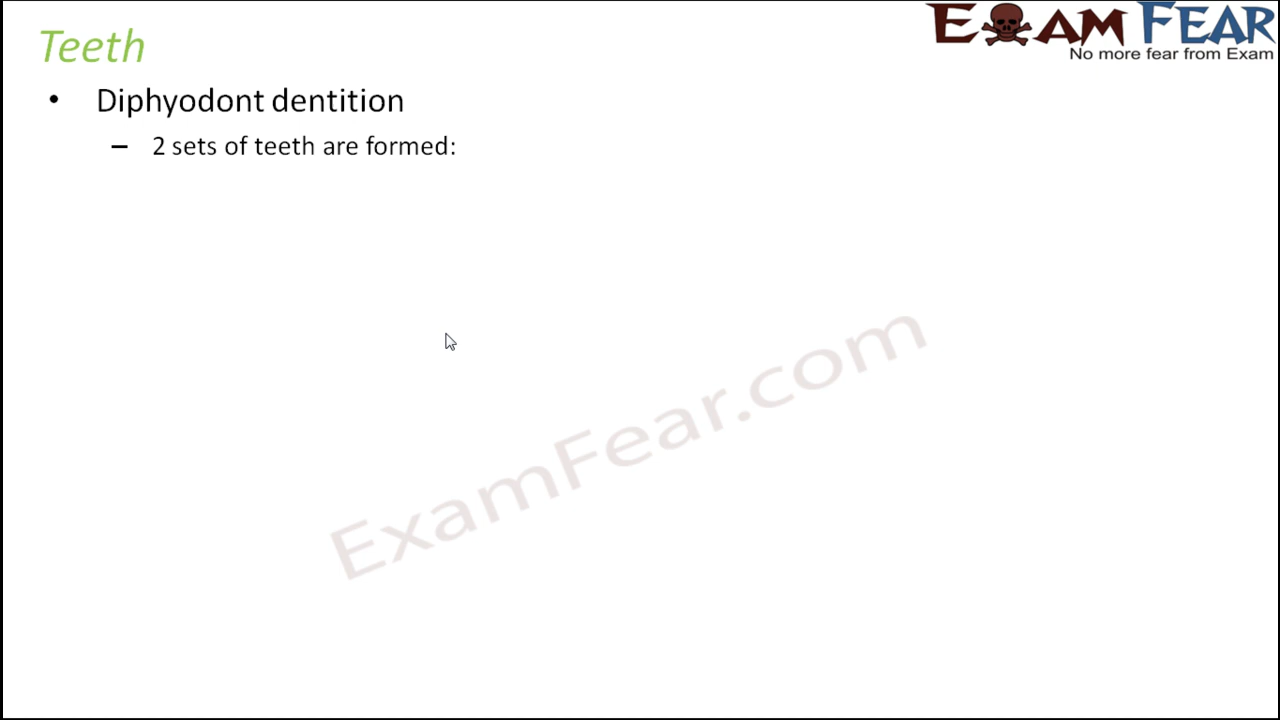 Teeth
EXAM FEAR
No more fear from Exam
• Diphyodont dentition
– 2 sets of teeth are formed:
ExamFear.com